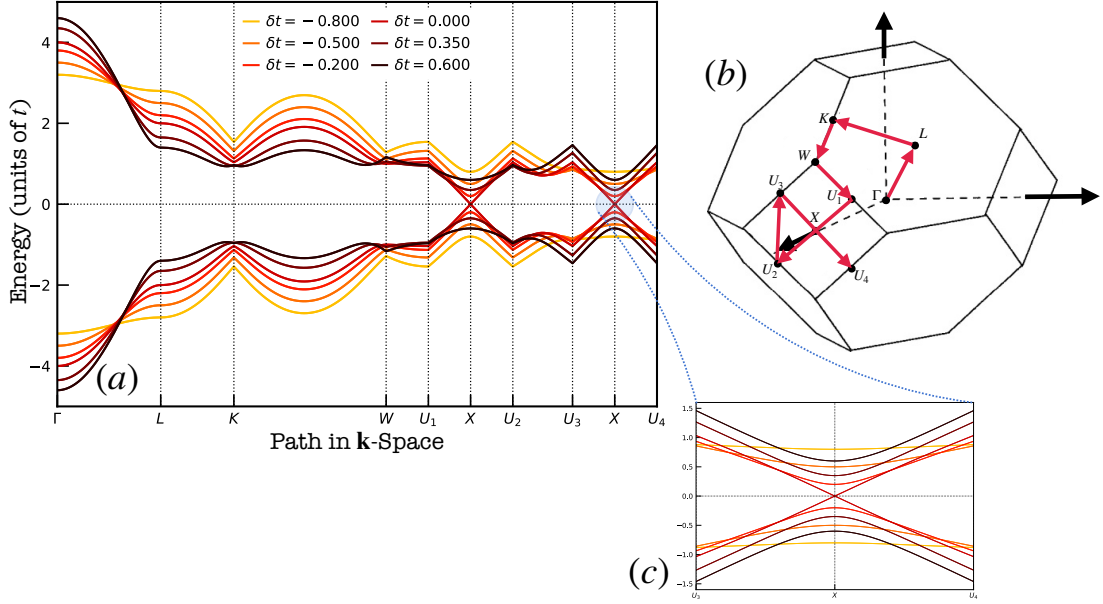 δt = − 0.800 δt = 0.000
δt = − 0.500 δt = 0.350
δt = − 0.200 δt = 0.600
4
2
0
−2
−4
Energy (units of t)
(a)
Γ L K W U₁ X U₂ U₃ X U₄
Path in k-Space
(b)
K
L
W
U₃
U₁
Γ
X
U₂
U₄
1.5
1.0
0.5
0.0
−0.5
−1.0
−1.5
(c)
U₃ X U₄